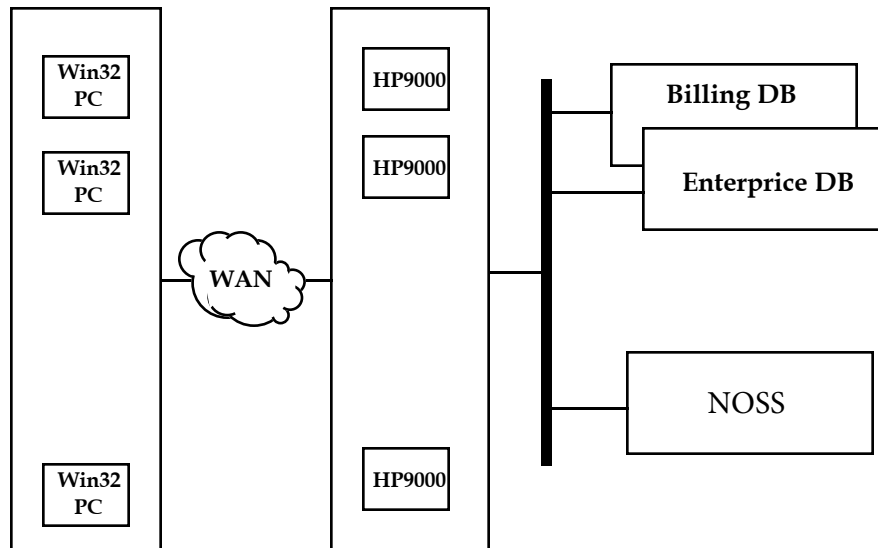 Win32
PC
Win32
PC
Win32
PC
WAN
HP9000
HP9000
HP9000
Billing DB
Enterprice DB
NOSS